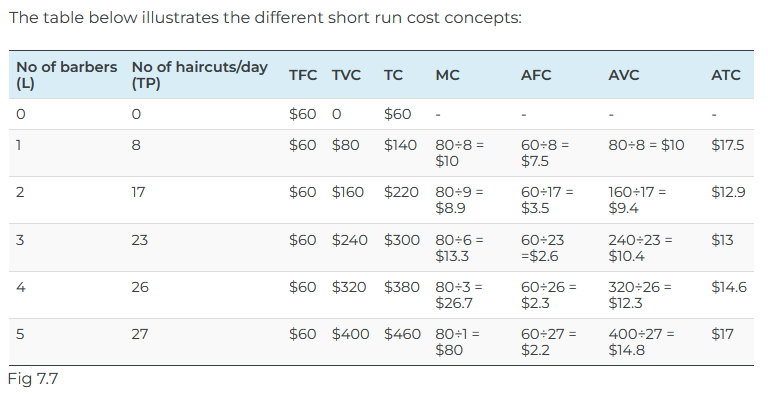 The table below illustrates the different short run cost concepts:
No of barbers (L) No of haircuts/day (TP) TFC TVC TC MC AFC AVC ATC
0 0 $60 0 $60 - - - -
1 8 $60 $80 $140 80÷8 = $10 60÷8 = $7.5 80÷8 = $10 $17.5
2 17 $60 $160 $220 80÷9 = $8.9 60÷17 = $3.5 160÷17 = $9.4 $12.9
3 23 $60 $240 $300 80÷6 = $13.3 60÷23 =$2.6 240÷23 = $10.4 $13
4 26 $60 $320 $380 80÷3 = $26.7 60÷26 = $2.3 320÷26 = $12.3 $14.6
5 27 $60 $400 $460 80÷1 = $80 60÷27 = $2.2 400÷27 = $14.8 $17
Fig 7.7